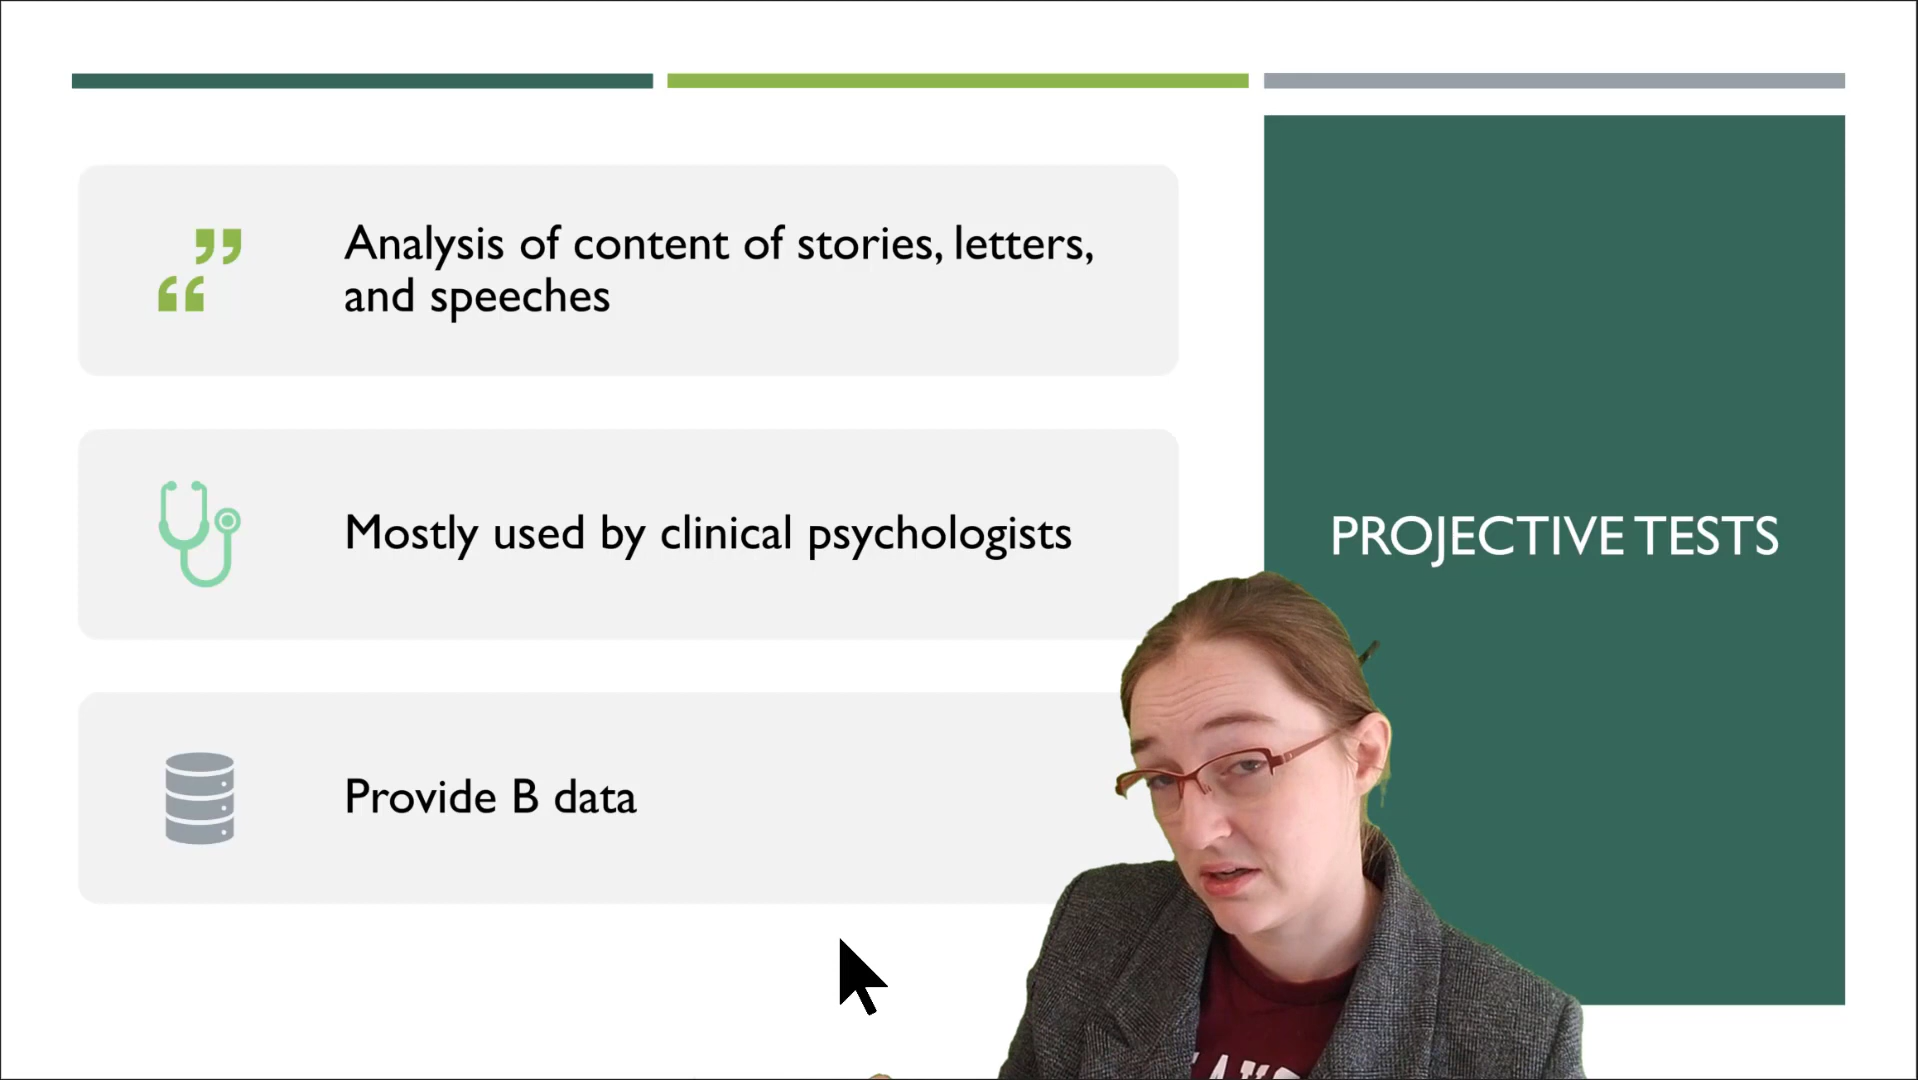 Analysis of content of stories, letters,
and speeches
Mostly used by clinical psychologists
Provide B data
PROJECTIVE TESTS